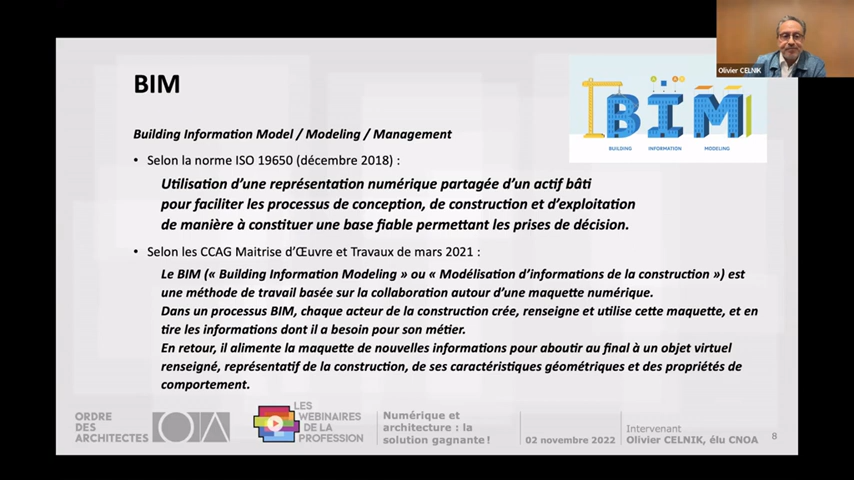 Olivier CELNIK
BIM
BIM
BUILDING INFORMATION MODELING
Building Information Model / Modeling / Management
• Selon la norme ISO 19650 (décembre 2018) :
Utilisation d’une représentation numérique partagée d’un actif bâti
pour faciliter les processus de conception, de construction et d’exploitation
de manière à constituer une base fiable permettant les prises de décision.
• Selon les CCAG Maitrise d’Œuvre et Travaux de mars 2021 :
Le BIM (« Building Information Modeling » ou « Modélisation d’informations de la construction ») est
une méthode de travail basée sur la collaboration autour d’une maquette numérique.
Dans un processus BIM, chaque acteur de la construction crée, renseigne et utilise cette maquette, et en
tire les informations dont il a besoin pour son métier.
En retour, il alimente la maquette de nouvelles informations pour aboutir au final à un objet virtuel
renseigné, représentatif de la construction, de ses caractéristiques géométriques et des propriétés de
comportement.
ORDRE
DES
ARCHITECTES
LES
WEBINAIRES
DE LA
PROFESSION
Numérique et
architecture : la
solution gagnante !
02 novembre 2022
Intervenant
Olivier CELNIK, élu CNOA
8